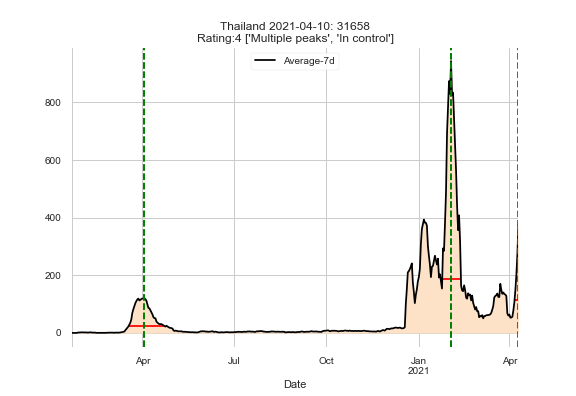 Thailand 2021-04-10: 31658
Rating:4 ['Multiple peaks', 'In control']
Average-7d
800
600
400
200
0
Apr
Jul
Oct
Jan
2021
Apr
Date